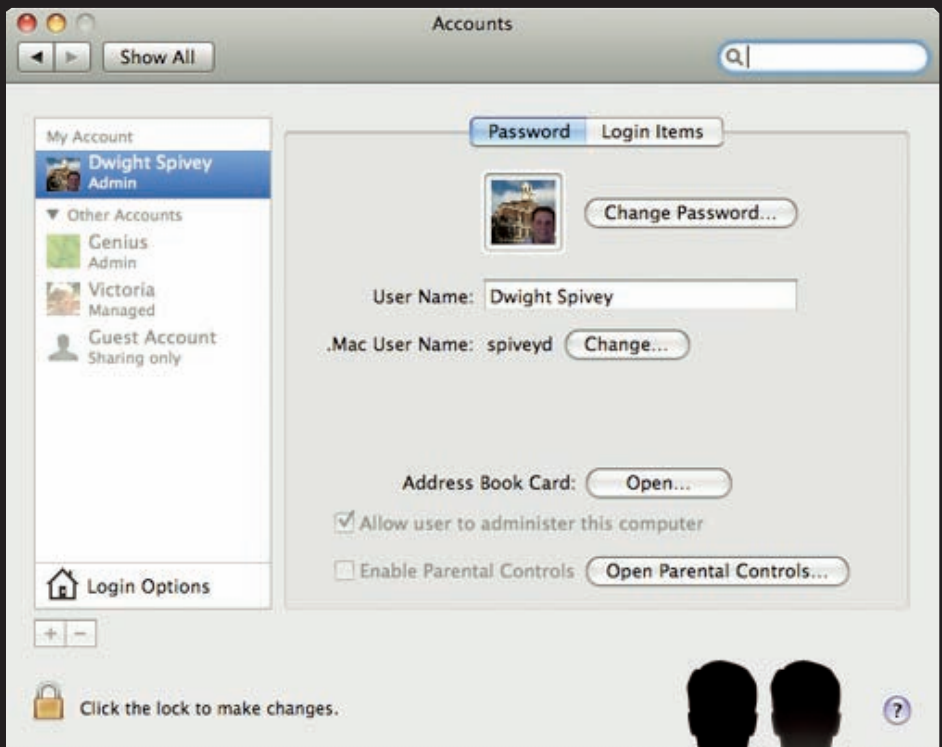 Accounts
Show All
My Account
Dwight Spivey
Admin
Other Accounts
Genius
Admin
Victoria
Managed
Guest Account
Sharing only
Login Options
+ −
Click the lock to make changes.
Password Login Items
Change Password...
User Name: Dwight Spivey
.Mac User Name: spiveyd Change...
Address Book Card: Open...
Allow user to administer this computer
Enable Parental Controls Open Parental Controls...
?